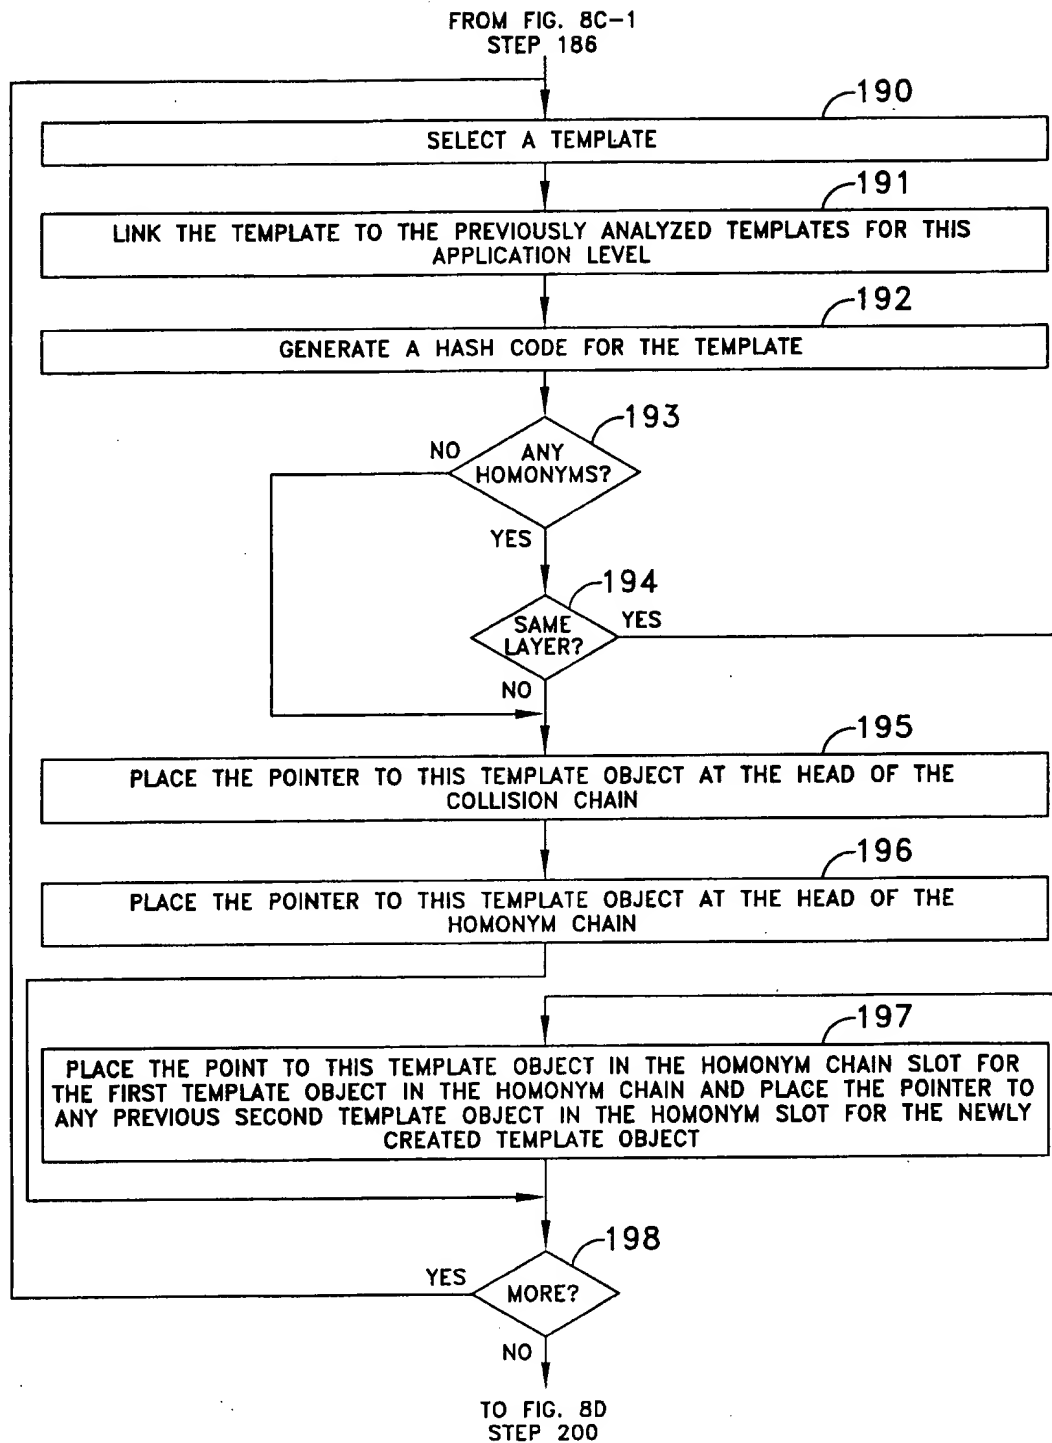 FROM FIG. 8C-1
STEP 186
190
SELECT A TEMPLATE
191
LINK THE TEMPLATE TO THE PREVIOUSLY ANALYZED TEMPLATES FOR THIS
APPLICATION LEVEL
192
GENERATE A HASH CODE FOR THE TEMPLATE
193
NO
ANY
HOMONYMS?
YES
194
SAME
LAYER?
YES
NO
195
PLACE THE POINTER TO THIS TEMPLATE OBJECT AT THE HEAD OF THE
COLLISION CHAIN
196
PLACE THE POINTER TO THIS TEMPLATE OBJECT AT THE HEAD OF THE
HOMONYM CHAIN
197
PLACE THE POINT TO THIS TEMPLATE OBJECT IN THE HOMONYM CHAIN SLOT FOR
THE FIRST TEMPLATE OBJECT IN THE HOMONYM CHAIN AND PLACE THE POINTER TO
ANY PREVIOUS SECOND TEMPLATE OBJECT IN THE HOMONYM SLOT FOR THE NEWLY
CREATED TEMPLATE OBJECT
198
YES
MORE?
NO
TO FIG. 8D
STEP 200